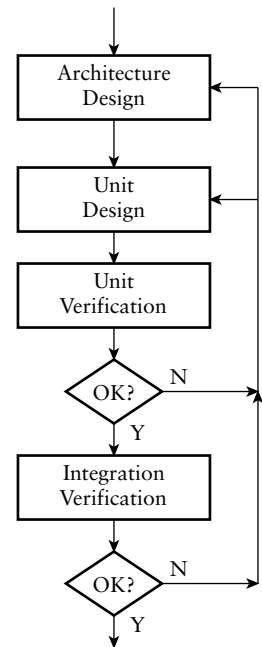 Architecture
Design
Unit
Design
Unit
Verification
OK?
N
Y
Integration
Verification
OK?
N
Y